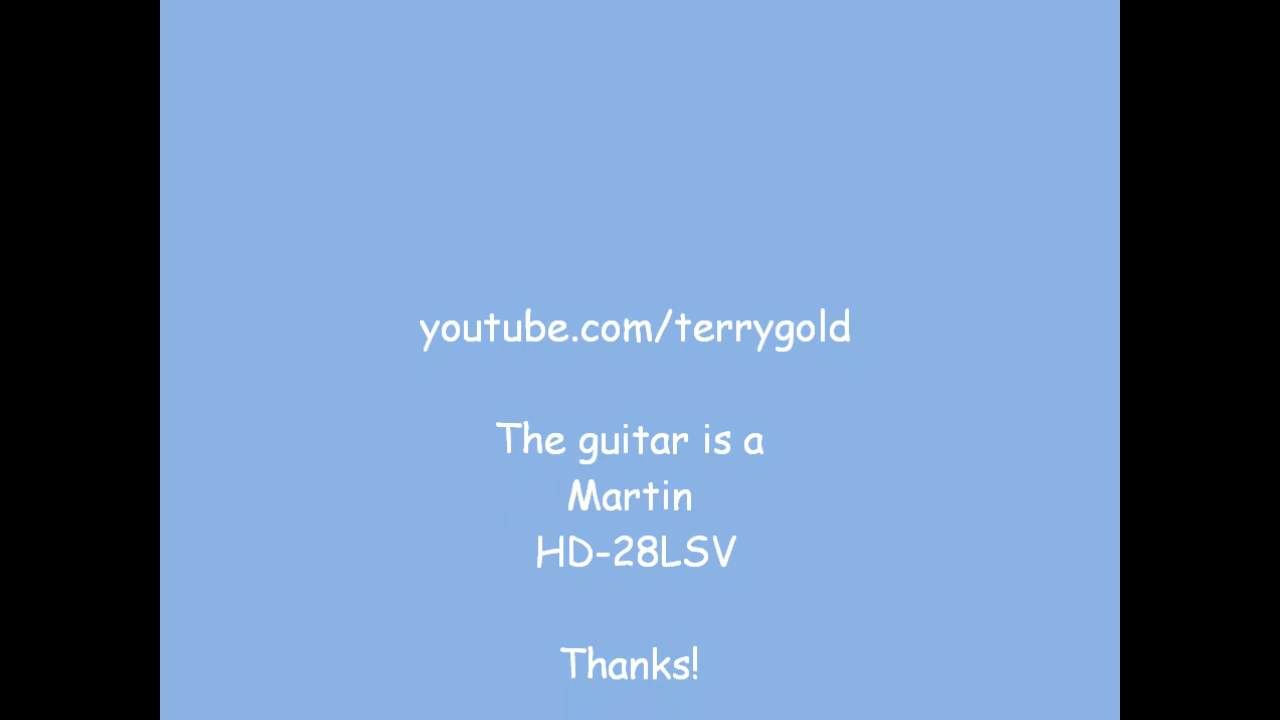 youtube.com/terrygold
The guitar is a
Martin
HD-28LSV
Thanks!